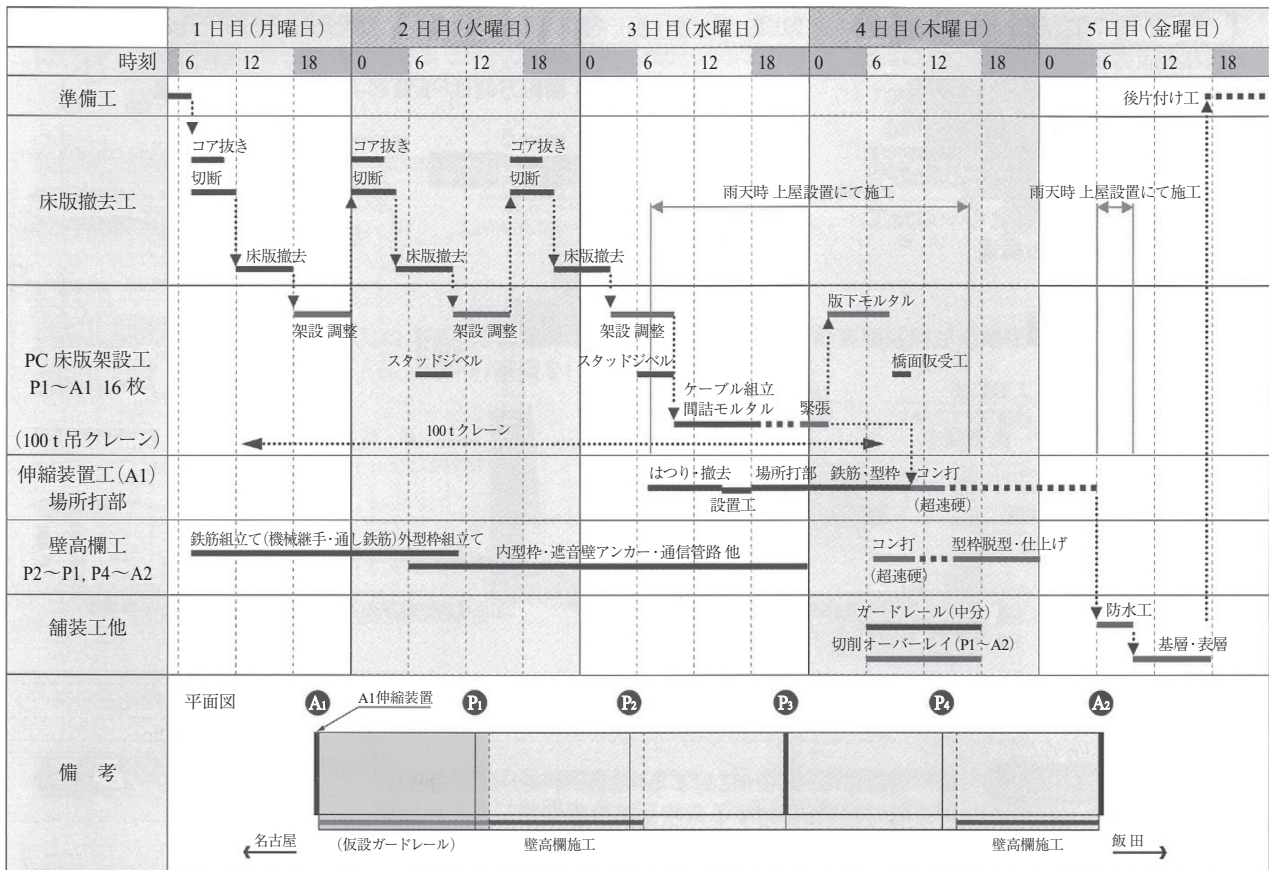 1日目(月曜日) 2日目(火曜日) 3日目(水曜日) 4日目(木曜日) 5日目(金曜日)
時刻 6 12 18 0 6 12 18 0 6 12 18 0 6 12 18 0 6 12 18
準備工
後片付け工
床版撤去工
コア抜き コア抜き コア抜き
切断 切断 切断
雨天時 上屋設置にて施工 雨天時 上屋設置にて施工
床版撤去 床版撤去 床版撤去
PC 床版架設工
P1〜A1 16 枚
(100 t 吊クレーン)
版下モルタル
架設 調整 架設 調整 架設 調整
スタッドジベル スタッドジベル 橋面仮受工
ケーブル組立
間詰モルタル 緊張
100 t クレーン
伸縮装置工(A1)
場所打部
はつり・撤去 場所打部 鉄筋・型枠 コン打
設置工 (超速硬)
壁高欄工
P2〜P1, P4〜A2
鉄筋組立て(機械継手・通し鉄筋)外型枠組立て
内型枠・遮音壁アンカー・通信管路 他
コン打 型枠脱型・仕上げ
(超速硬)
舗装工他
ガードレール(中分) 防水工
切削オーバーレイ(P1〜A2) 基層・表層
備 考
平面図 A1 A1伸縮装置 P1 P2 P3 P4 A2
名古屋 (仮設ガードレール) 壁高欄施工 壁高欄施工 飯田